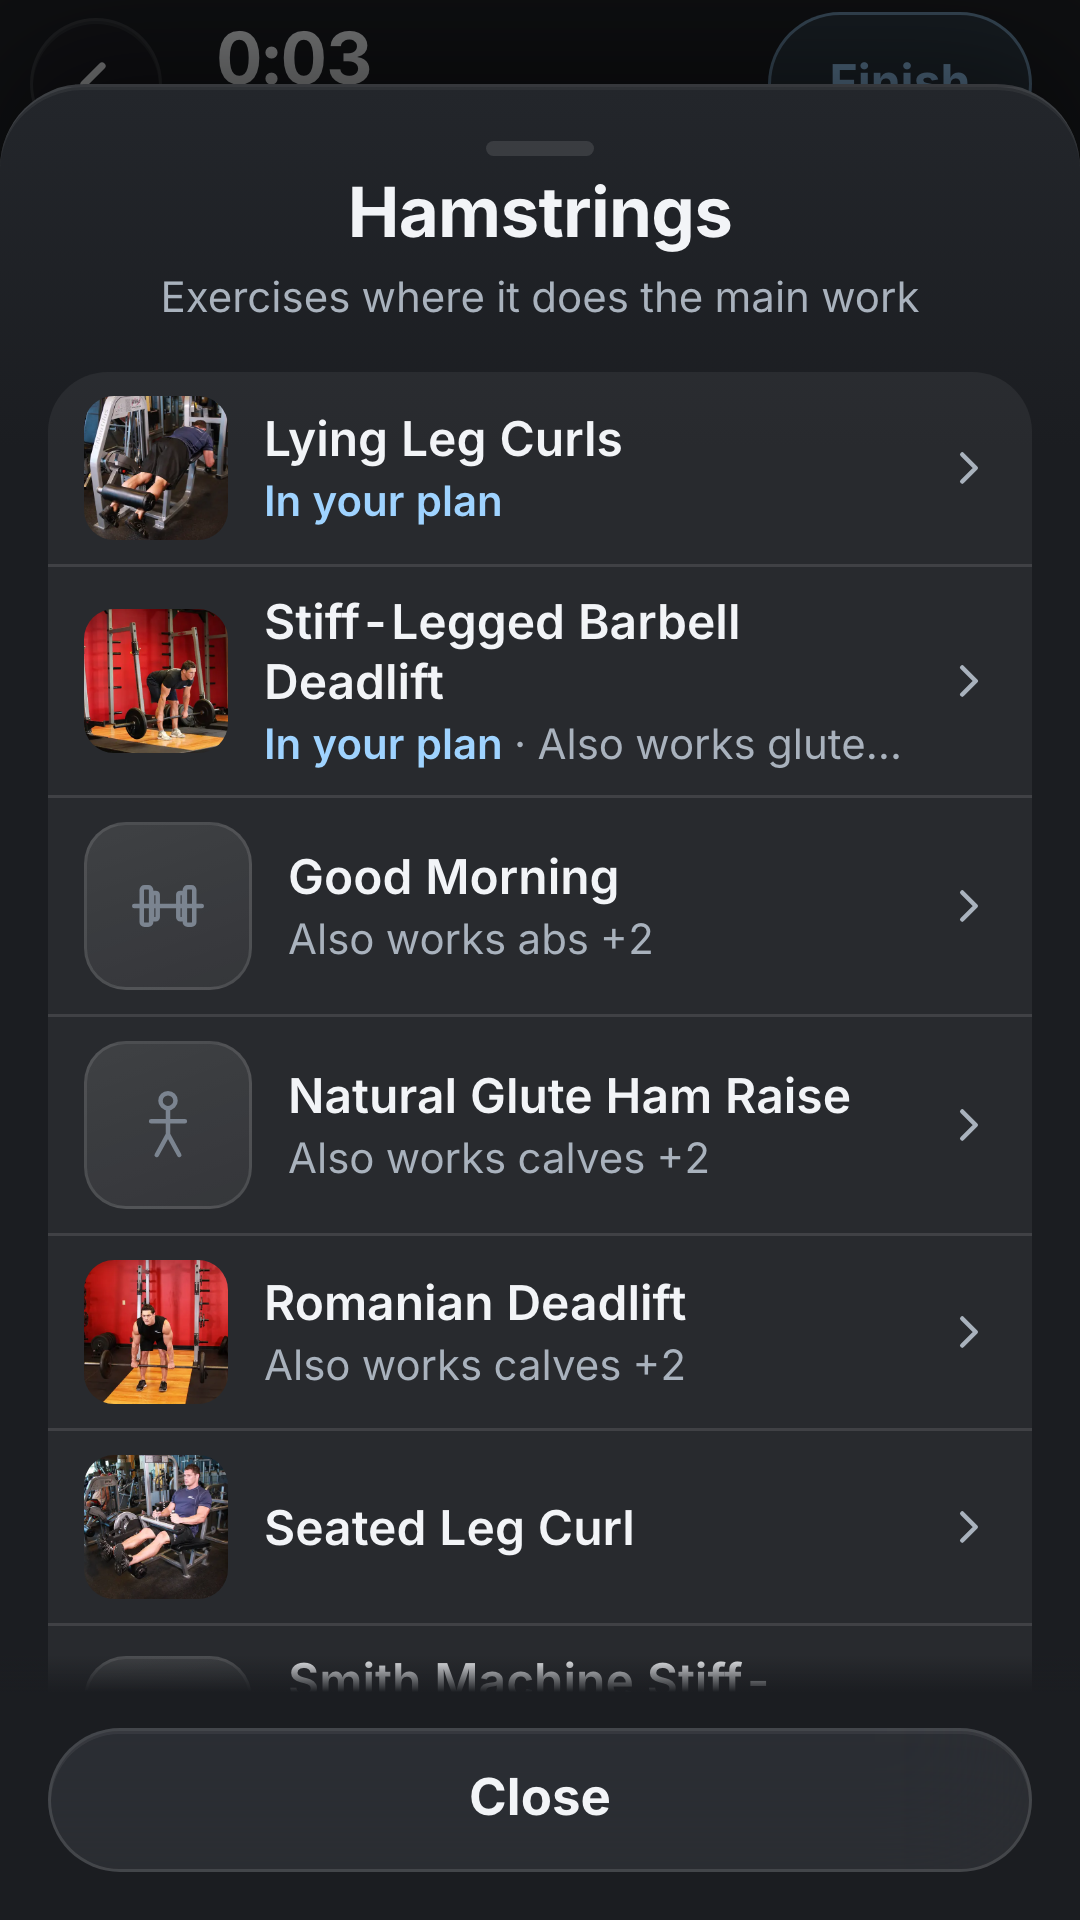 0:03
Finish
Hamstrings
Exercises where it does the main work
Lying Leg Curls
In your plan
Stiff-Legged Barbell
Deadlift
In your plan · Also works glute...
Good Morning
Also works abs +2
Natural Glute Ham Raise
Also works calves +2
Romanian Deadlift
Also works calves +2
Seated Leg Curl
Smith Machine Stiff-
Close